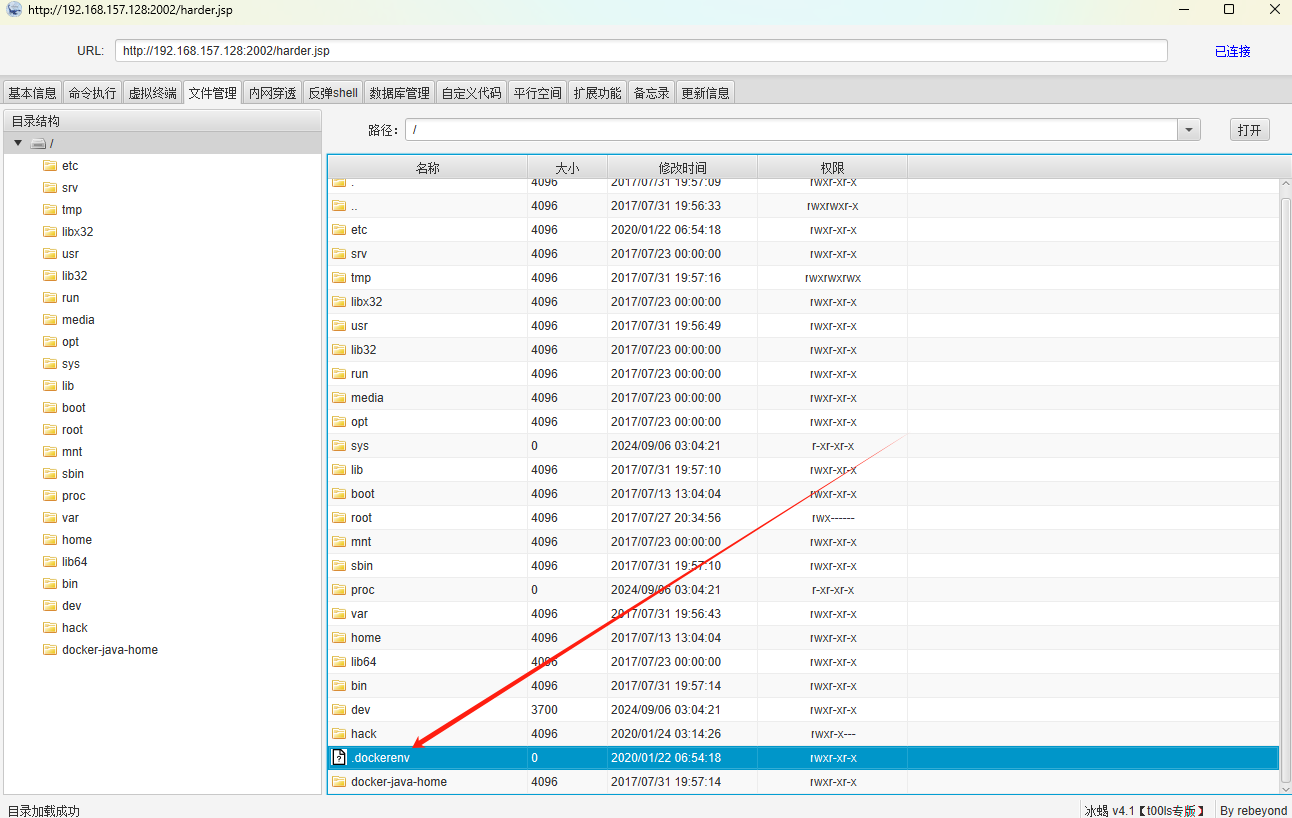 http://192.168.157.128:2002/harder.jsp
URL: http://192.168.157.128:2002/harder.jsp 已连接
基本信息 命令执行 虚拟终端 文件管理 内网穿透 反弹shell 数据库管理 自定义代码 平行空间 扩展功能 备忘录 更新信息
目录结构
/
etc
srv
tmp
libx32
usr
lib32
run
media
opt
sys
lib
boot
root
mnt
sbin
proc
var
home
lib64
bin
dev
hack
docker-java-home
路径： / 打开
名称 大小 修改时间 权限
. 4096 2017/07/31 19:57:09 rwxr-xr-x
.. 4096 2017/07/31 19:56:33 rwxrwxr-x
etc 4096 2020/01/22 06:54:18 rwxr-xr-x
srv 4096 2017/07/23 00:00:00 rwxr-xr-x
tmp 4096 2017/07/31 19:57:16 rwxrwxrwx
libx32 4096 2017/07/23 00:00:00 rwxr-xr-x
usr 4096 2017/07/31 19:56:49 rwxr-xr-x
lib32 4096 2017/07/23 00:00:00 rwxr-xr-x
run 4096 2017/07/23 00:00:00 rwxr-xr-x
media 4096 2017/07/23 00:00:00 rwxr-xr-x
opt 4096 2017/07/23 00:00:00 rwxr-xr-x
sys 0 2024/09/06 03:04:21 r-xr-xr-x
lib 4096 2017/07/31 19:57:10 rwxr-xr-x
boot 4096 2017/07/13 13:04:04 rwxr-xr-x
root 4096 2017/07/27 20:34:56 rwx------
mnt 4096 2017/07/23 00:00:00 rwxr-xr-x
sbin 4096 2017/07/31 19:57:10 rwxr-xr-x
proc 0 2024/09/06 03:04:21 r-xr-xr-x
var 4096 2017/07/31 19:56:43 rwxr-xr-x
home 4096 2017/07/13 13:04:04 rwxr-xr-x
lib64 4096 2017/07/23 00:00:00 rwxr-xr-x
bin 4096 2017/07/31 19:57:14 rwxr-xr-x
dev 3700 2024/09/06 03:04:21 rwxr-xr-x
hack 4096 2020/01/24 03:14:26 rwxr-x---
.dockerenv 0 2020/01/22 06:54:18 rwxr-xr-x
docker-java-home 4096 2017/07/31 19:57:14 rwxr-xr-x
目录加载成功 冰蝎 v4.1【t00ls专版】 By rebeyond